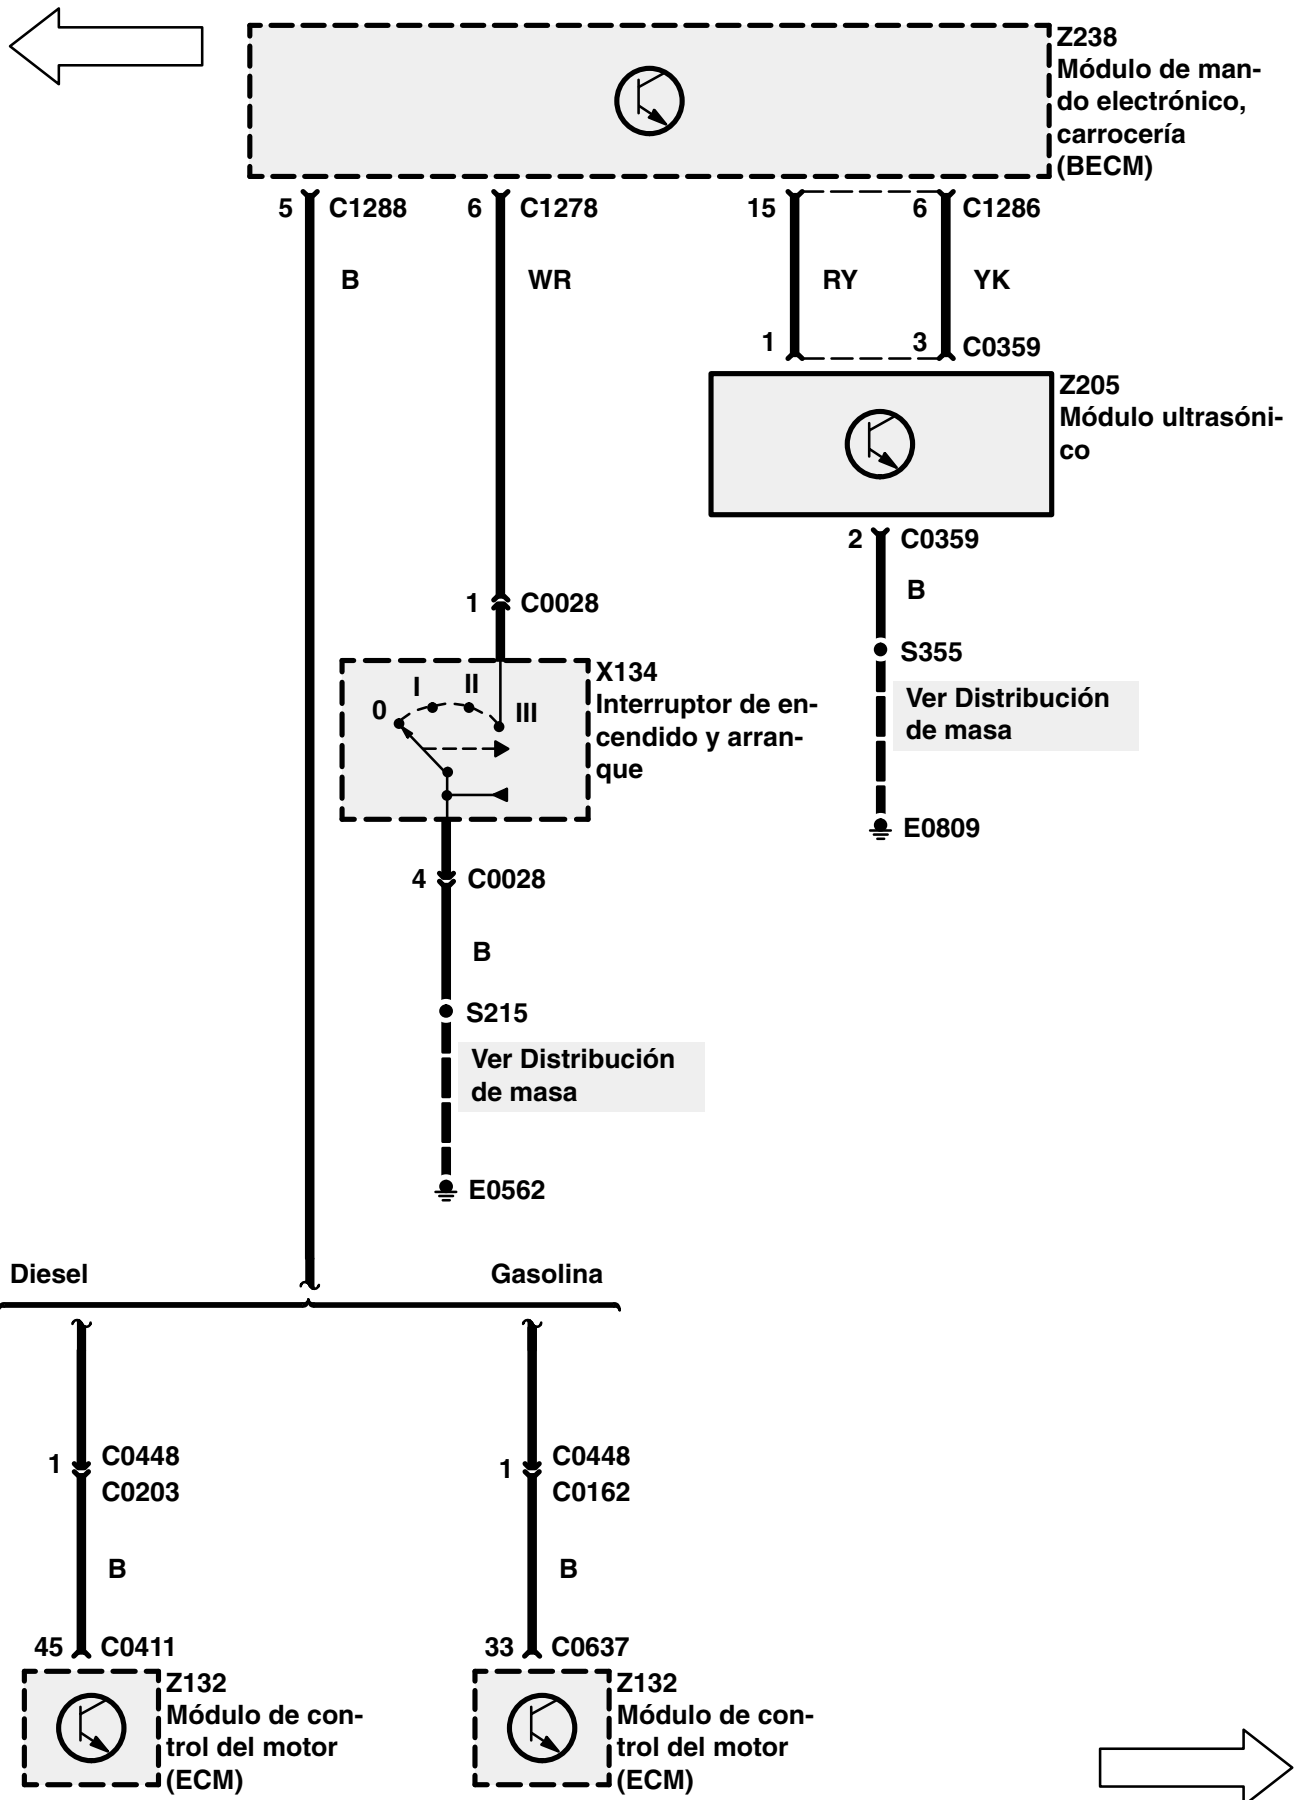 Z238
Módulo de man-
do electrónico,
carrocería
(BECM)
5 C1288 6 C1278 15 6 C1286
B WR RY YK
1 3 C0359
Z205
Módulo ultrasóni-
co
2 C0359
B
1 C0028
S355
X134
Interruptor de en-
cendido y arran-
que
0 I II III
Ver Distribución
de masa
E0809
4 C0028
B
S215
Ver Distribución
de masa
E0562
Diesel Gasolina
1 C0448
C0203
1 C0448
C0162
B B
45 C0411 33 C0637
Z132
Módulo de con-
trol del motor
(ECM)
Z132
Módulo de con-
trol del motor
(ECM)